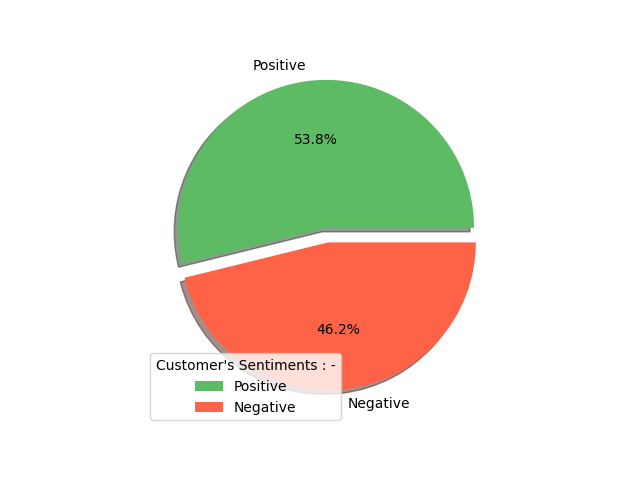 Positive
53.8%
46.2%
Customer's Sentiments : -
Positive
Negative
Negative